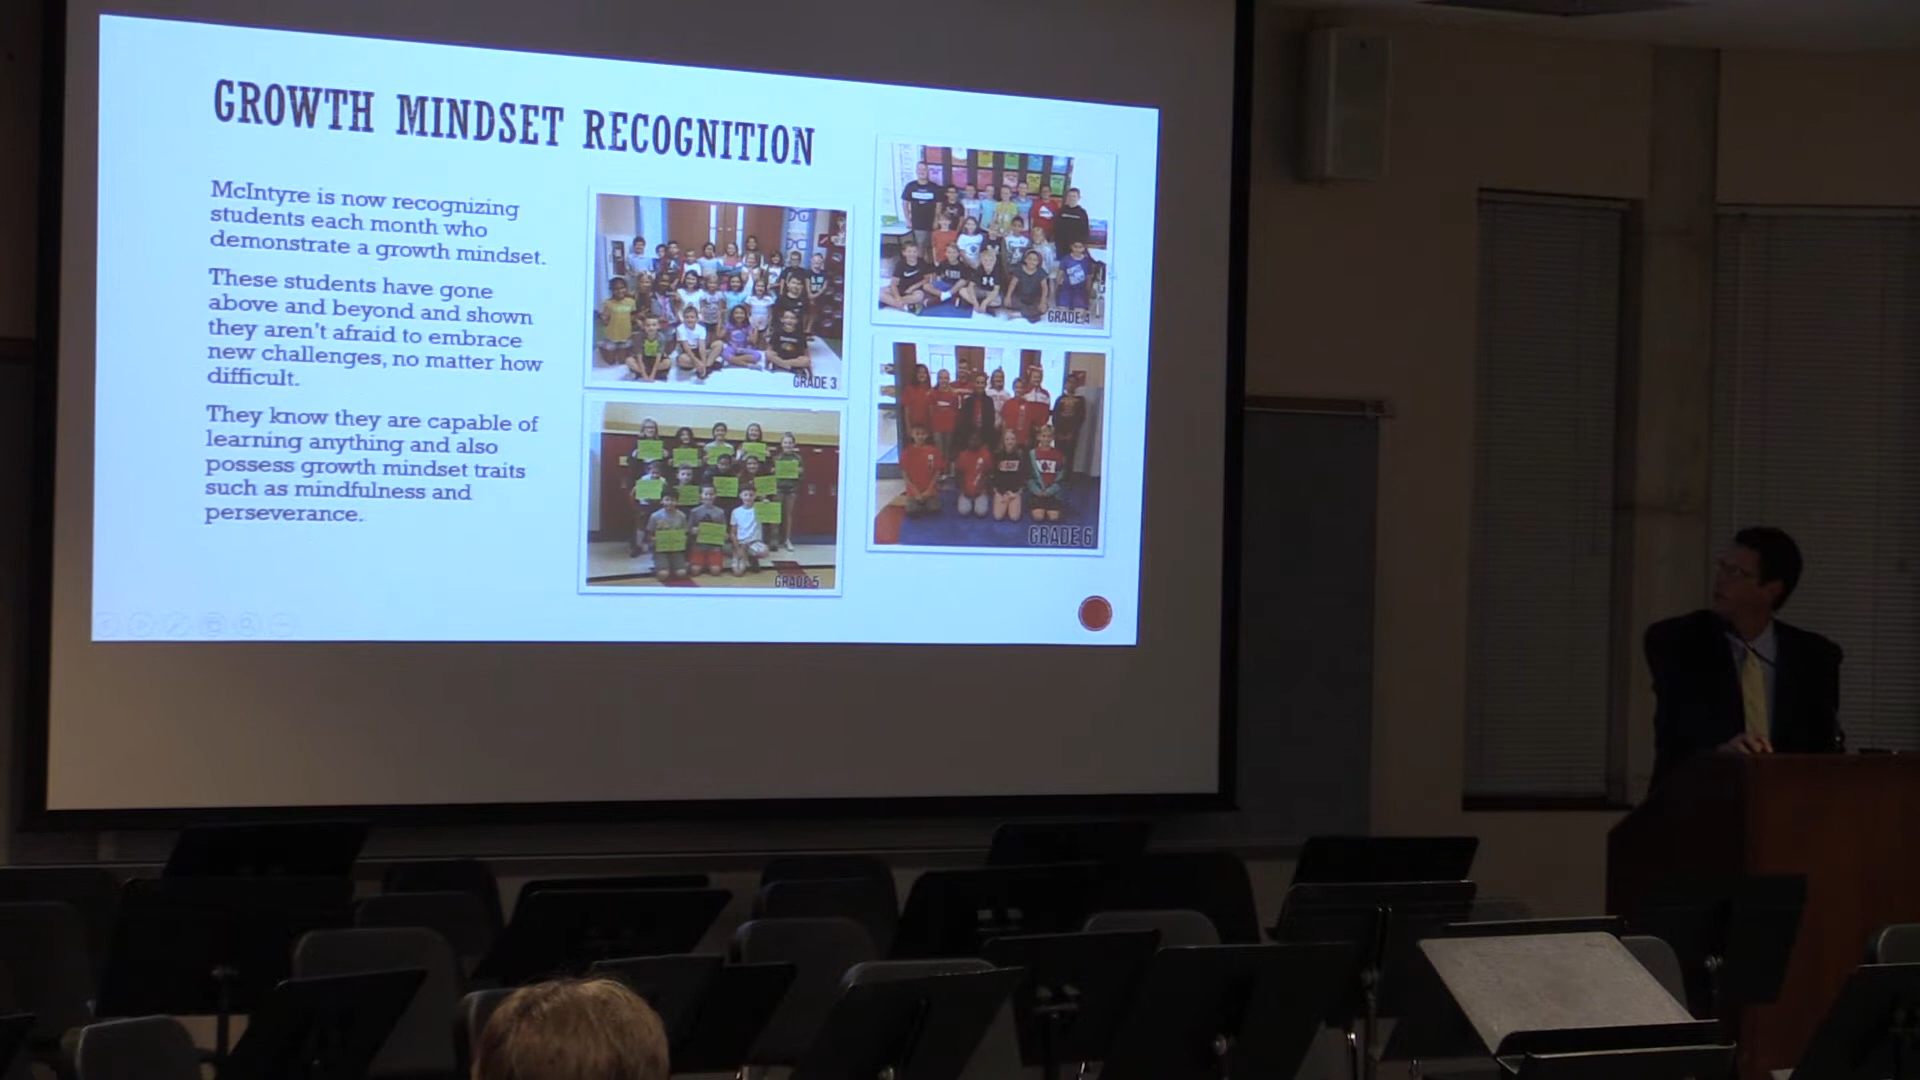 GROWTH MINDSET RECOGNITION
McIntyre is now recognizing
students each month who
demonstrate a growth mindset.
These students have gone
above and beyond and shown
they aren't afraid to embrace
new challenges, no matter how
difficult.
They know they are capable of
learning anything and also
possess growth mindset traits
such as mindfulness and
perseverance.
GRADE 3
GRADE 4
GRADE 5
GRADE 6